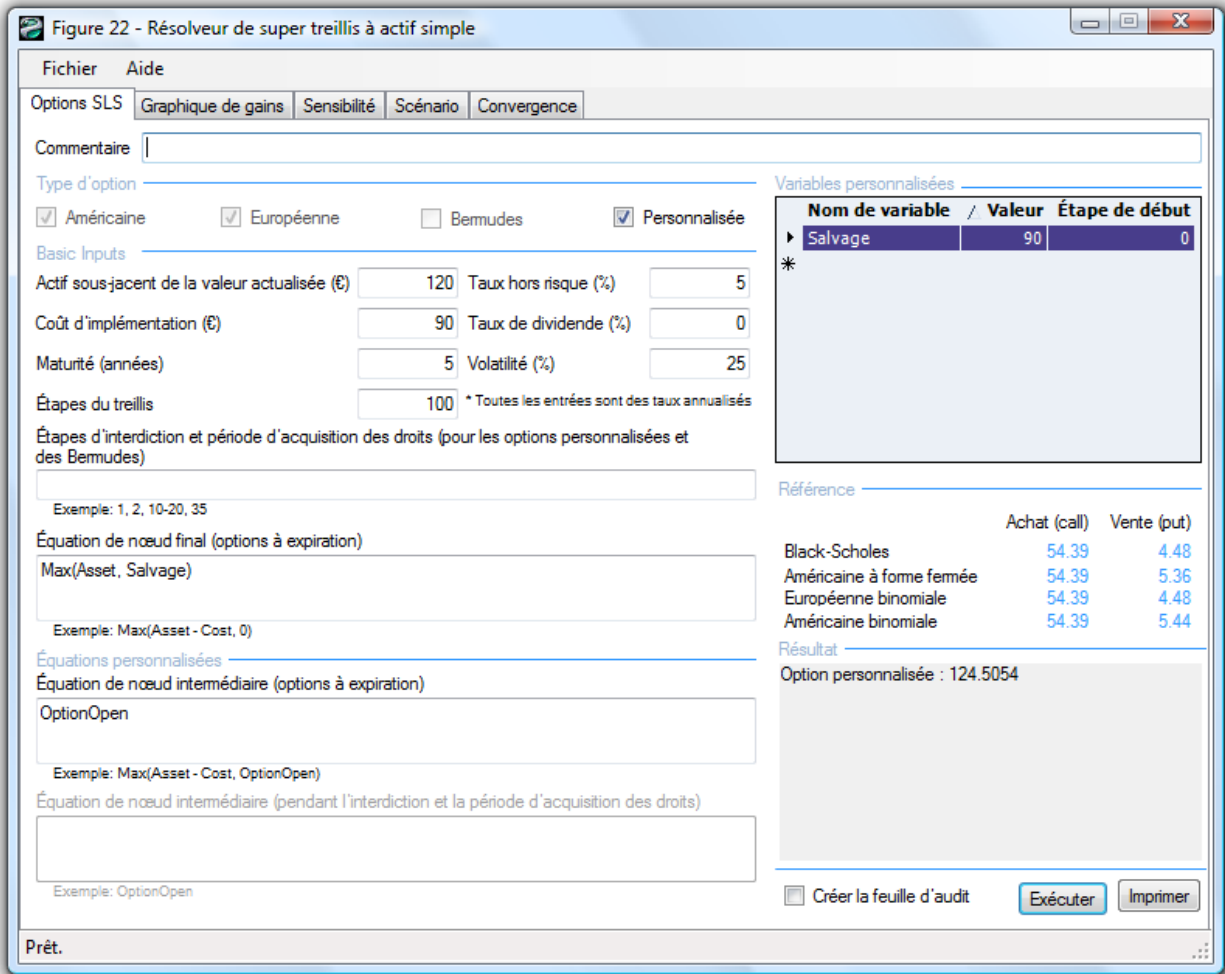 Figure 22 - Résolveur de super treillis à actif simple
Fichier Aide
Options SLS Graphique de gains Sensibilité Scénario Convergence
Commentaire
Type d'option
Américaine Européenne Bermudes Personnalisée
Basic Inputs
Actif sous-jacent de la valeur actualisée (€) 120 Taux hors risque (%) 5
Coût d'implémentation (€) 90 Taux de dividende (%) 0
Maturité (années) 5 Volatilité (%) 25
Étapes du treillis 100 * Toutes les entrées sont des taux annualisés
Étapes d'interdiction et période d'acquisition des droits (pour les options personnalisées et
des Bermudes)
Exemple: 1, 2, 10-20, 35
Équation de nœud final (options à expiration)
Max(Asset, Salvage)
Exemple: Max(Asset - Cost, 0)
Équations personnalisées
Équation de nœud intermédiaire (options à expiration)
OptionOpen
Exemple: Max(Asset - Cost, OptionOpen)
Équation de nœud intermédiaire (pendant l'interdiction et la période d'acquisition des droits)
Exemple: OptionOpen
Variables personnalisées
Nom de variable Valeur Étape de début
Salvage 90 0
Référence
Achat (call) Vente (put)
Black-Scholes 54.39 4.48
Américaine à forme fermée 54.39 5.36
Européenne binomiale 54.39 4.48
Américaine binomiale 54.39 5.44
Résultat
Option personnalisée : 124.5054
Créer la feuille d'audit Exécuter Imprimer
Prêt.